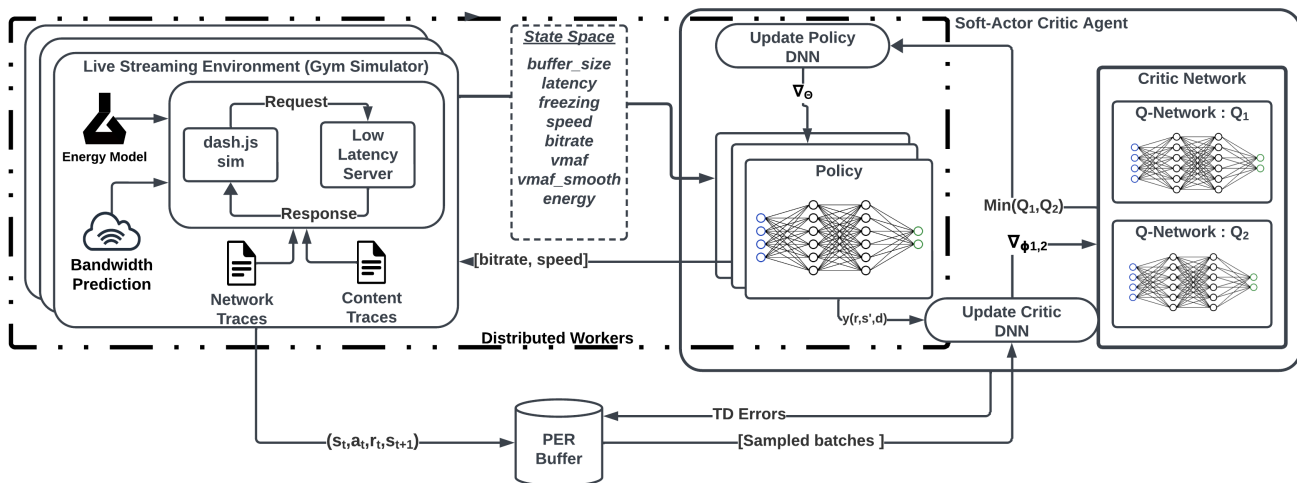 Live Streaming Environment (Gym Simulator)
Energy Model
Bandwidth
Prediction
Request
dash.js
sim
Low
Latency
Server
Response
Network
Traces
Content
Traces
State Space
buffer_size
latency
freezing
speed
bitrate
vmaf
vmaf_smooth
energy
[bitrate, speed]
Distributed Workers
Soft-Actor Critic Agent
Update Policy
DNN
∇Θ
Policy
y(r,s',d)
Update Critic
DNN
Min(Q1,Q2)
∇ϕ1,2
Critic Network
Q-Network : Q1
Q-Network : Q2
TD Errors
(st,at,rt,st+1)
PER
Buffer
[Sampled batches ]